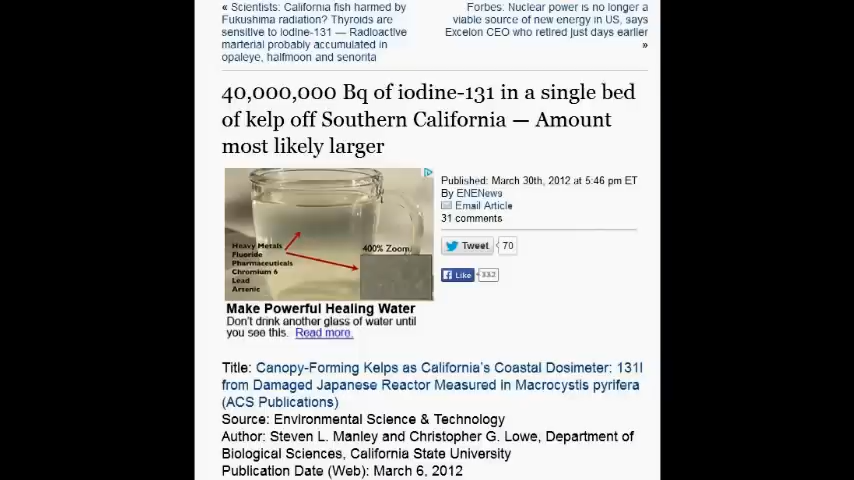 « Scientists: California fish harmed by
Fukushima radiation? Thyroids are
sensitive to iodine-131 — Radioactive
marterial probably accumulated in
opaleye, halfmoon and senorita
Forbes: Nuclear power is no longer a
viable source of new energy in US, says
Excelon CEO who retired just days earlier
»
40,000,000 Bq of iodine-131 in a single bed
of kelp off Southern California — Amount
most likely larger
Heavy Metals
Fluoride
Pharmaceuticals
Chromium 6
Lead
Arsenic
400% Zoom
Make Powerful Healing Water
Don't drink another glass of water until
you see this. Read more.
Published: March 30th, 2012 at 5:46 pm ET
By ENENews
Email Article
31 comments
Tweet 70
Like 332
Title: Canopy-Forming Kelps as California's Coastal Dosimeter: 131I
from Damaged Japanese Reactor Measured in Macrocystis pyrifera
(ACS Publications)
Source: Environmental Science & Technology
Author: Steven L. Manley and Christopher G. Lowe, Department of
Biological Sciences, California State University
Publication Date (Web): March 6, 2012